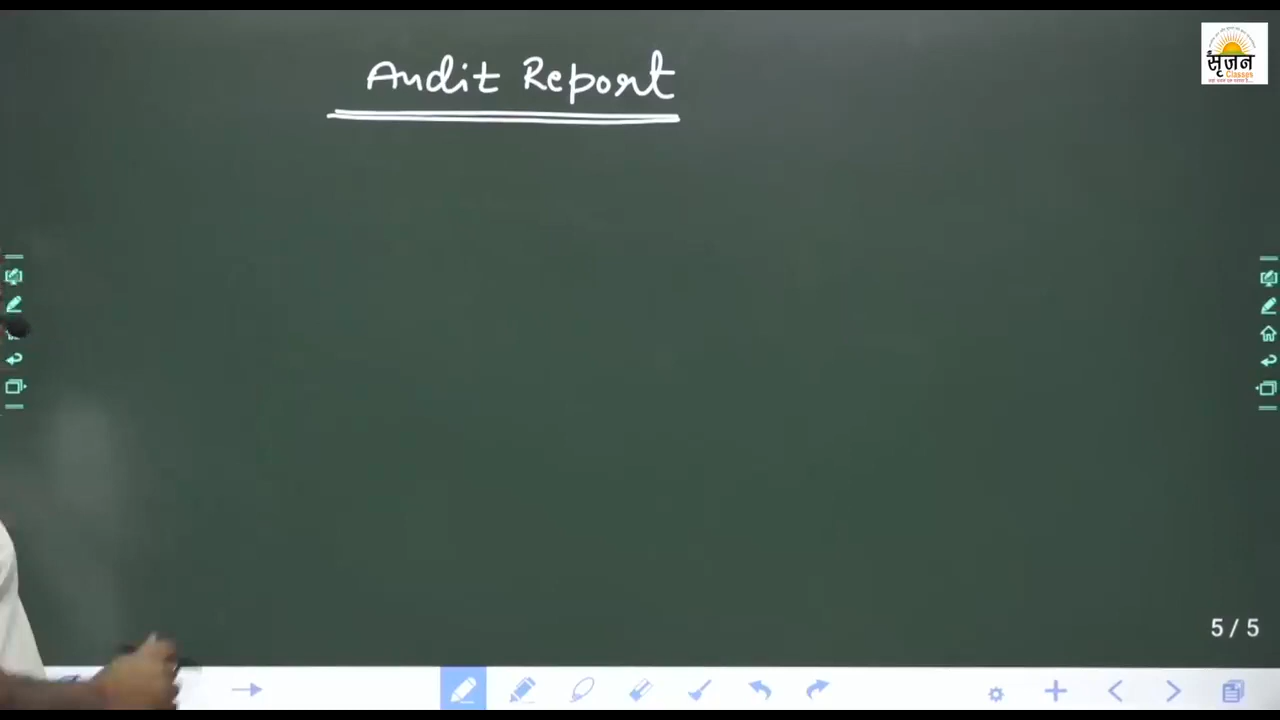 Audit Report
सृजन
Classes
5 / 5